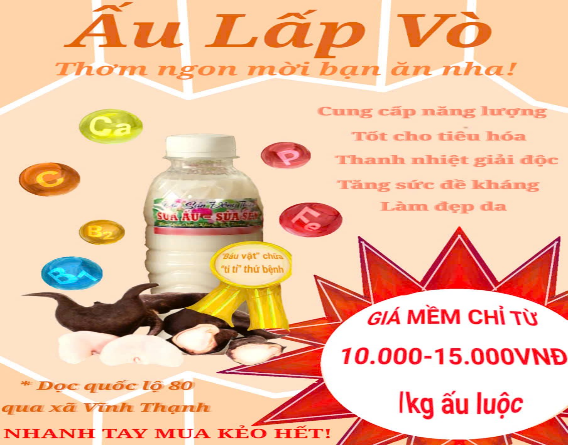 Ấu Lấp Vò
Thơm ngon mời bạn ăn nha!
Cung cấp năng lượng
Tốt cho tiểu hóa
Thanh nhiệt giải độc
Tăng sức đề kháng
Làm đẹp da
Ca
P
C
Fe
B2
B1
SỮA ẤU SỮA SEN
"Báu vật" chữa
"tỉ tỉ" thứ bệnh
GIÁ MỀM CHỈ TỪ
10.000-15.000VNĐ
/kg ấu luộc
* Dọc quốc lộ 80
qua xã Vĩnh Thạnh
NHANH TAY MUA KẺO HẾT!